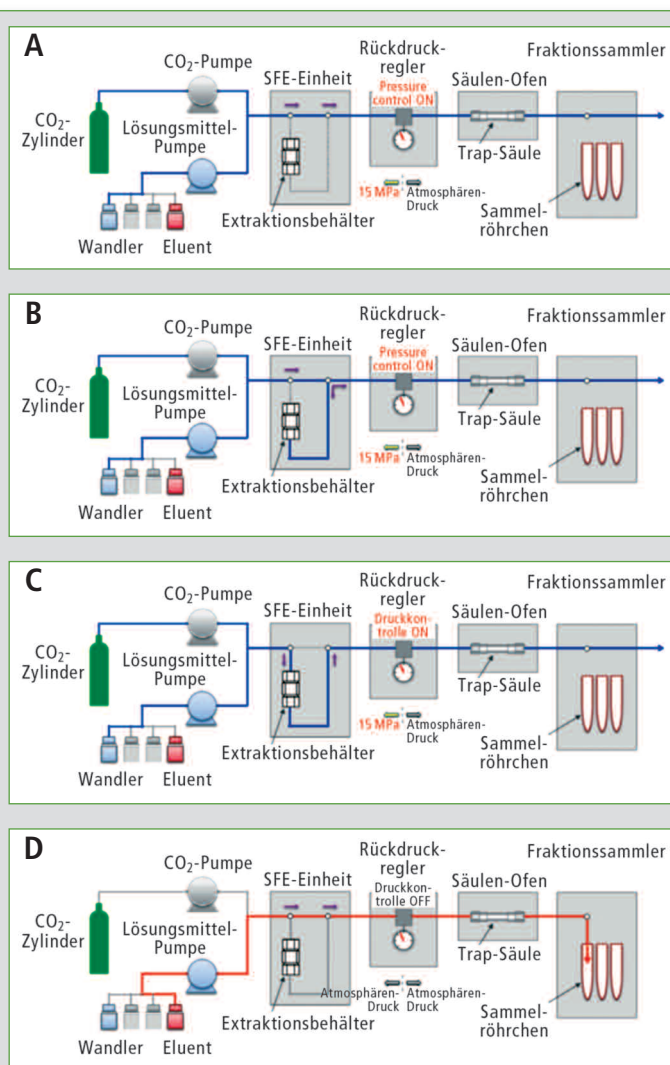 A
CO₂-Pumpe
SFE-Einheit
Rückdruck-
regler
Pressure
control ON
Säulen-Ofen
Fraktionssammler
CO₂-
Zylinder
Lösungsmittel-
Pumpe
Extraktionsbehälter
15 MPa
Atmosphären-
Druck
Trap-Säule
Sammel-
röhrchen
Wandler
Eluent
B
CO₂-Pumpe
SFE-Einheit
Rückdruck-
regler
Pressure
control ON
Säulen-Ofen
Fraktionssammler
CO₂-
Zylinder
Lösungsmittel-
Pumpe
Extraktionsbehälter
15 MPa
Atmosphären-
Druck
Trap-Säule
Sammel-
röhrchen
Wandler
Eluent
C
CO₂-Pumpe
SFE-Einheit
Rückdruck-
regler
Druckkon-
trolle ON
Säulen-Ofen
Fraktionssammler
CO₂-
Zylinder
Lösungsmittel-
Pumpe
Extraktionsbehälter
15 MPa
Atmosphären-
Druck
Trap-Säule
Sammel-
röhrchen
Wandler
Eluent
D
CO₂-Pumpe
SFE-Einheit
Rückdruck-
regler
Druckkon-
trolle OFF
Säulen-Ofen
Fraktionssammler
CO₂-
Zylinder
Lösungsmittel-
Pumpe
Extraktionsbehälter
Atmosphären-
Druck
Atmosphären-
Druck
Trap-Säule
Sammel-
röhrchen
Wandler
Eluent